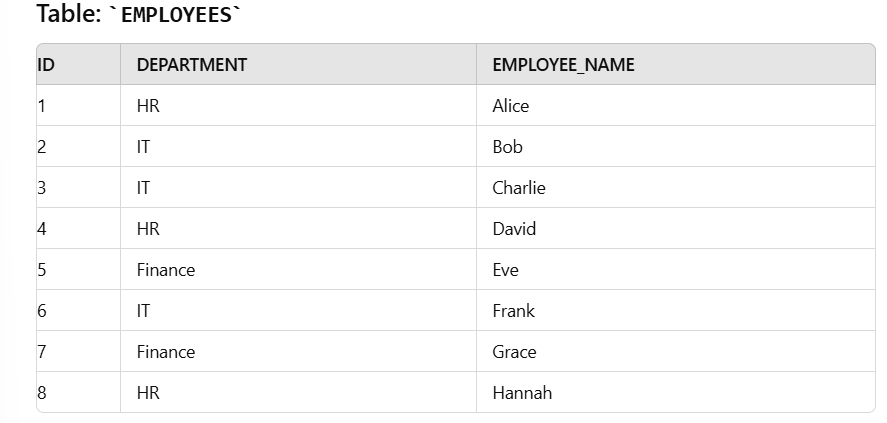 Table: `EMPLOYEES`
ID DEPARTMENT EMPLOYEE_NAME
1 HR Alice
2 IT Bob
3 IT Charlie
4 HR David
5 Finance Eve
6 IT Frank
7 Finance Grace
8 HR Hannah